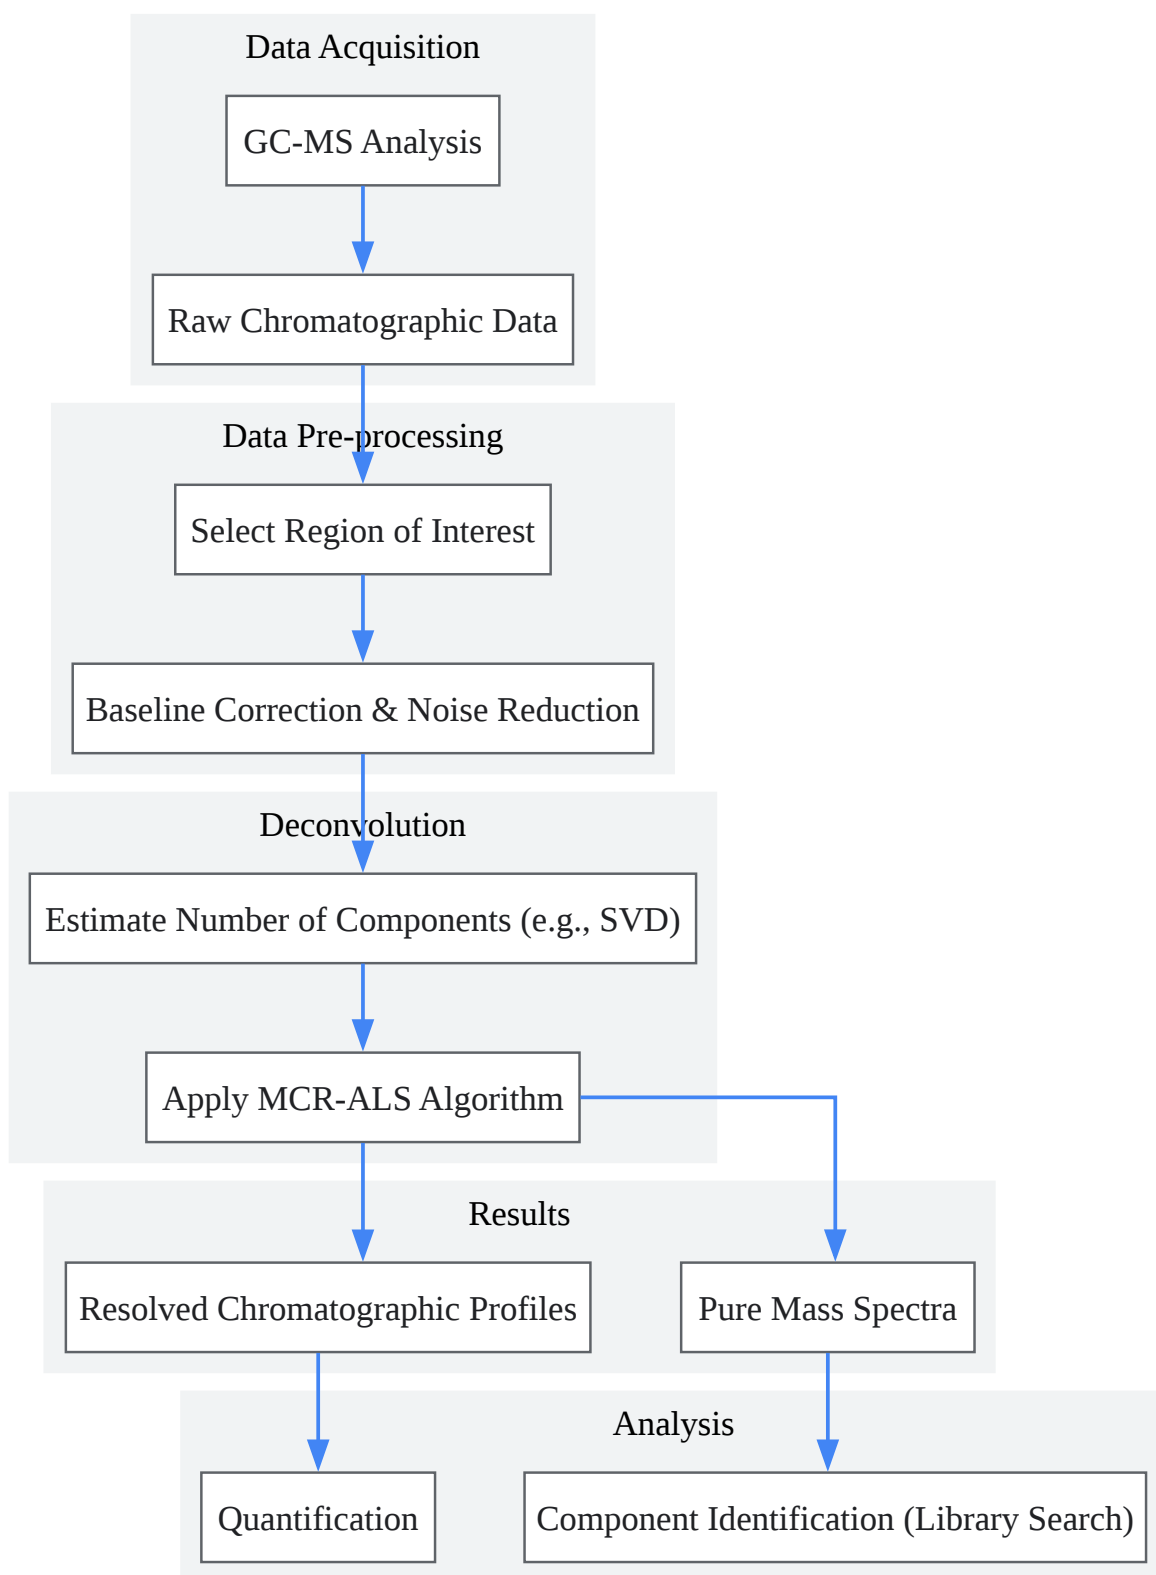 Data Acquisition
GC-MS Analysis
Raw Chromatographic Data
Data Pre-processing
Select Region of Interest
Baseline Correction & Noise Reduction
Deconvolution
Estimate Number of Components (e.g., SVD)
Apply MCR-ALS Algorithm
Results
Resolved Chromatographic Profiles
Pure Mass Spectra
Analysis
Quantification
Component Identification (Library Search)